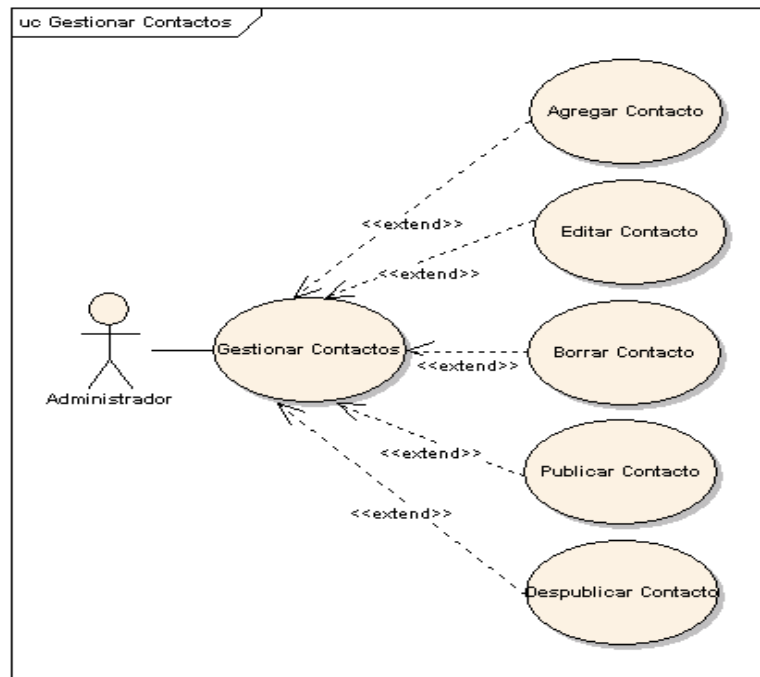 uc Gestionar Contactos
Agregar Contacto
<<extend>>
Editar Contacto
<<extend>>
Gestionar Contactos
Borrar Contacto
<<extend>>
Administrador
<<extend>>
Publicar Contacto
<<extend>>
Despublicar Contacto